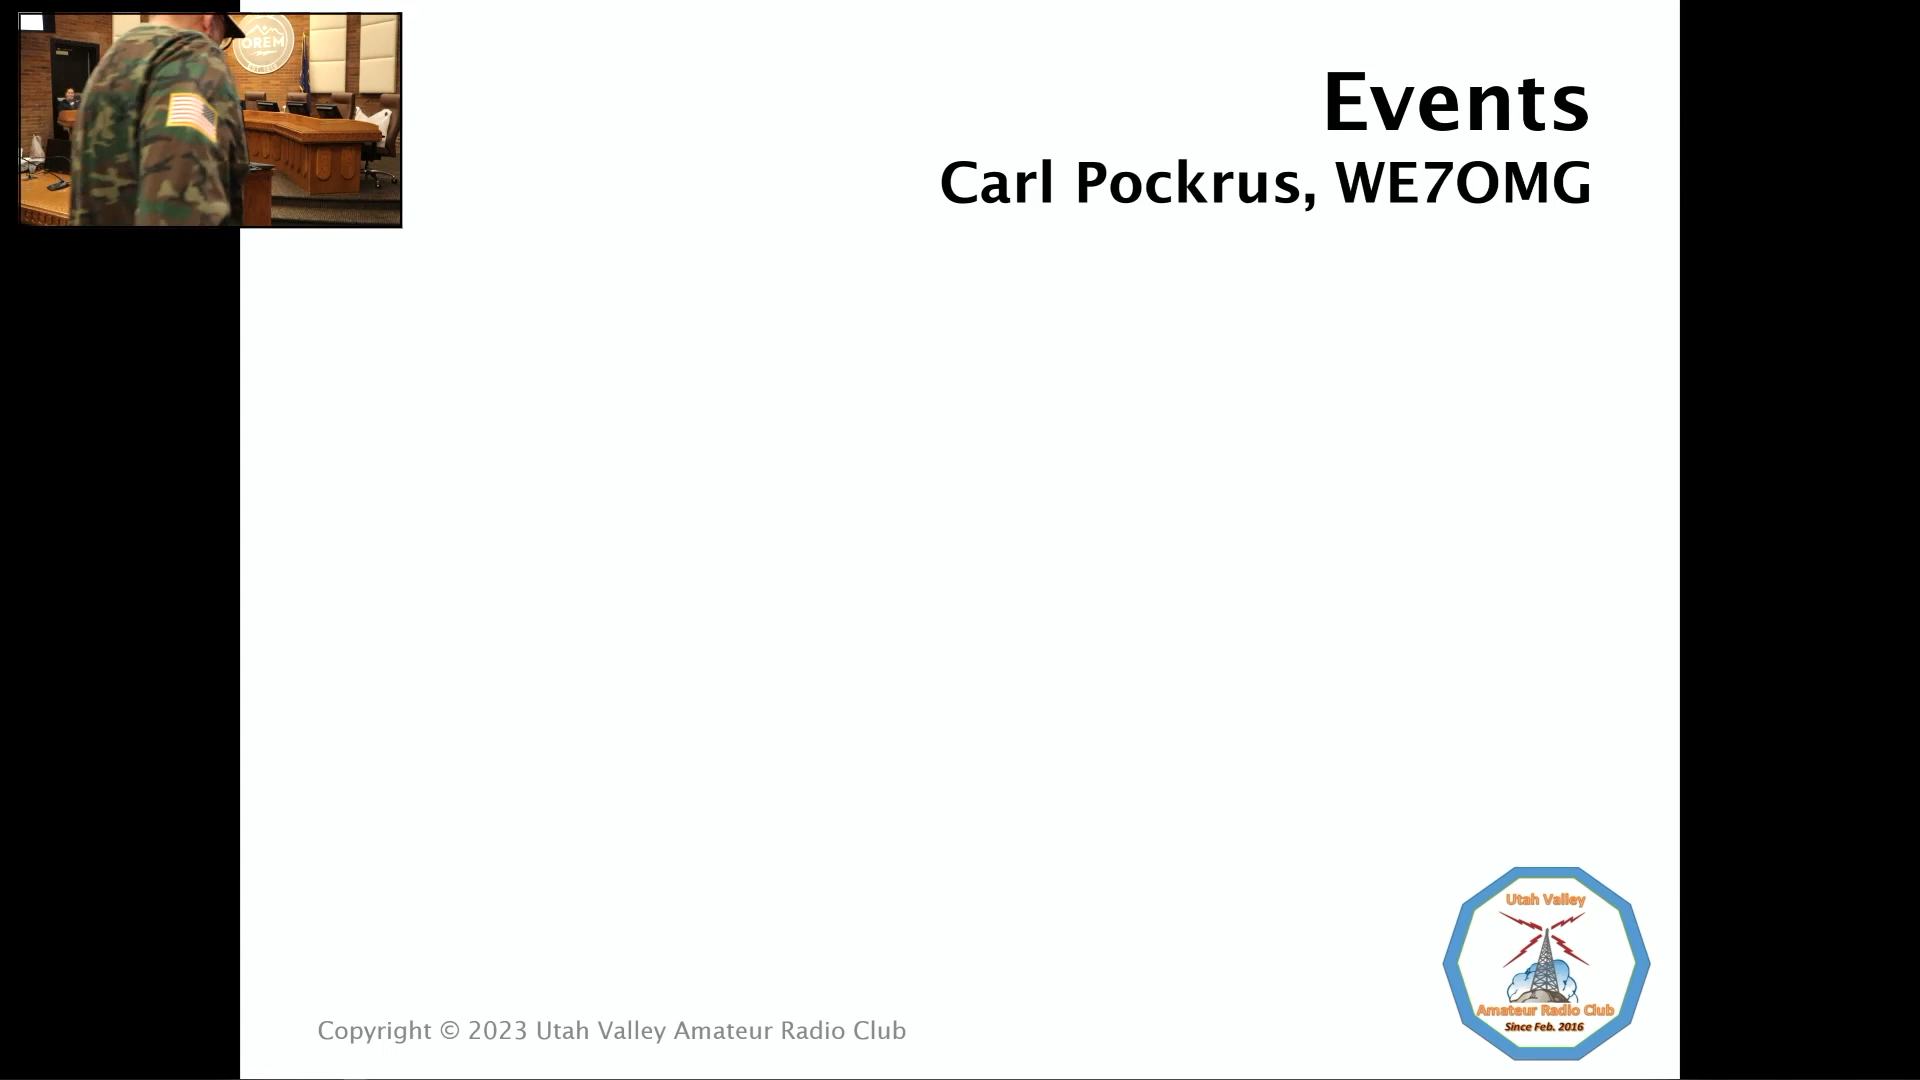 OREM
Events
Carl Pockrus, WE7OMG
Utah Valley
Amateur Radio Club
Since Feb. 2016
Copyright © 2023 Utah Valley Amateur Radio Club